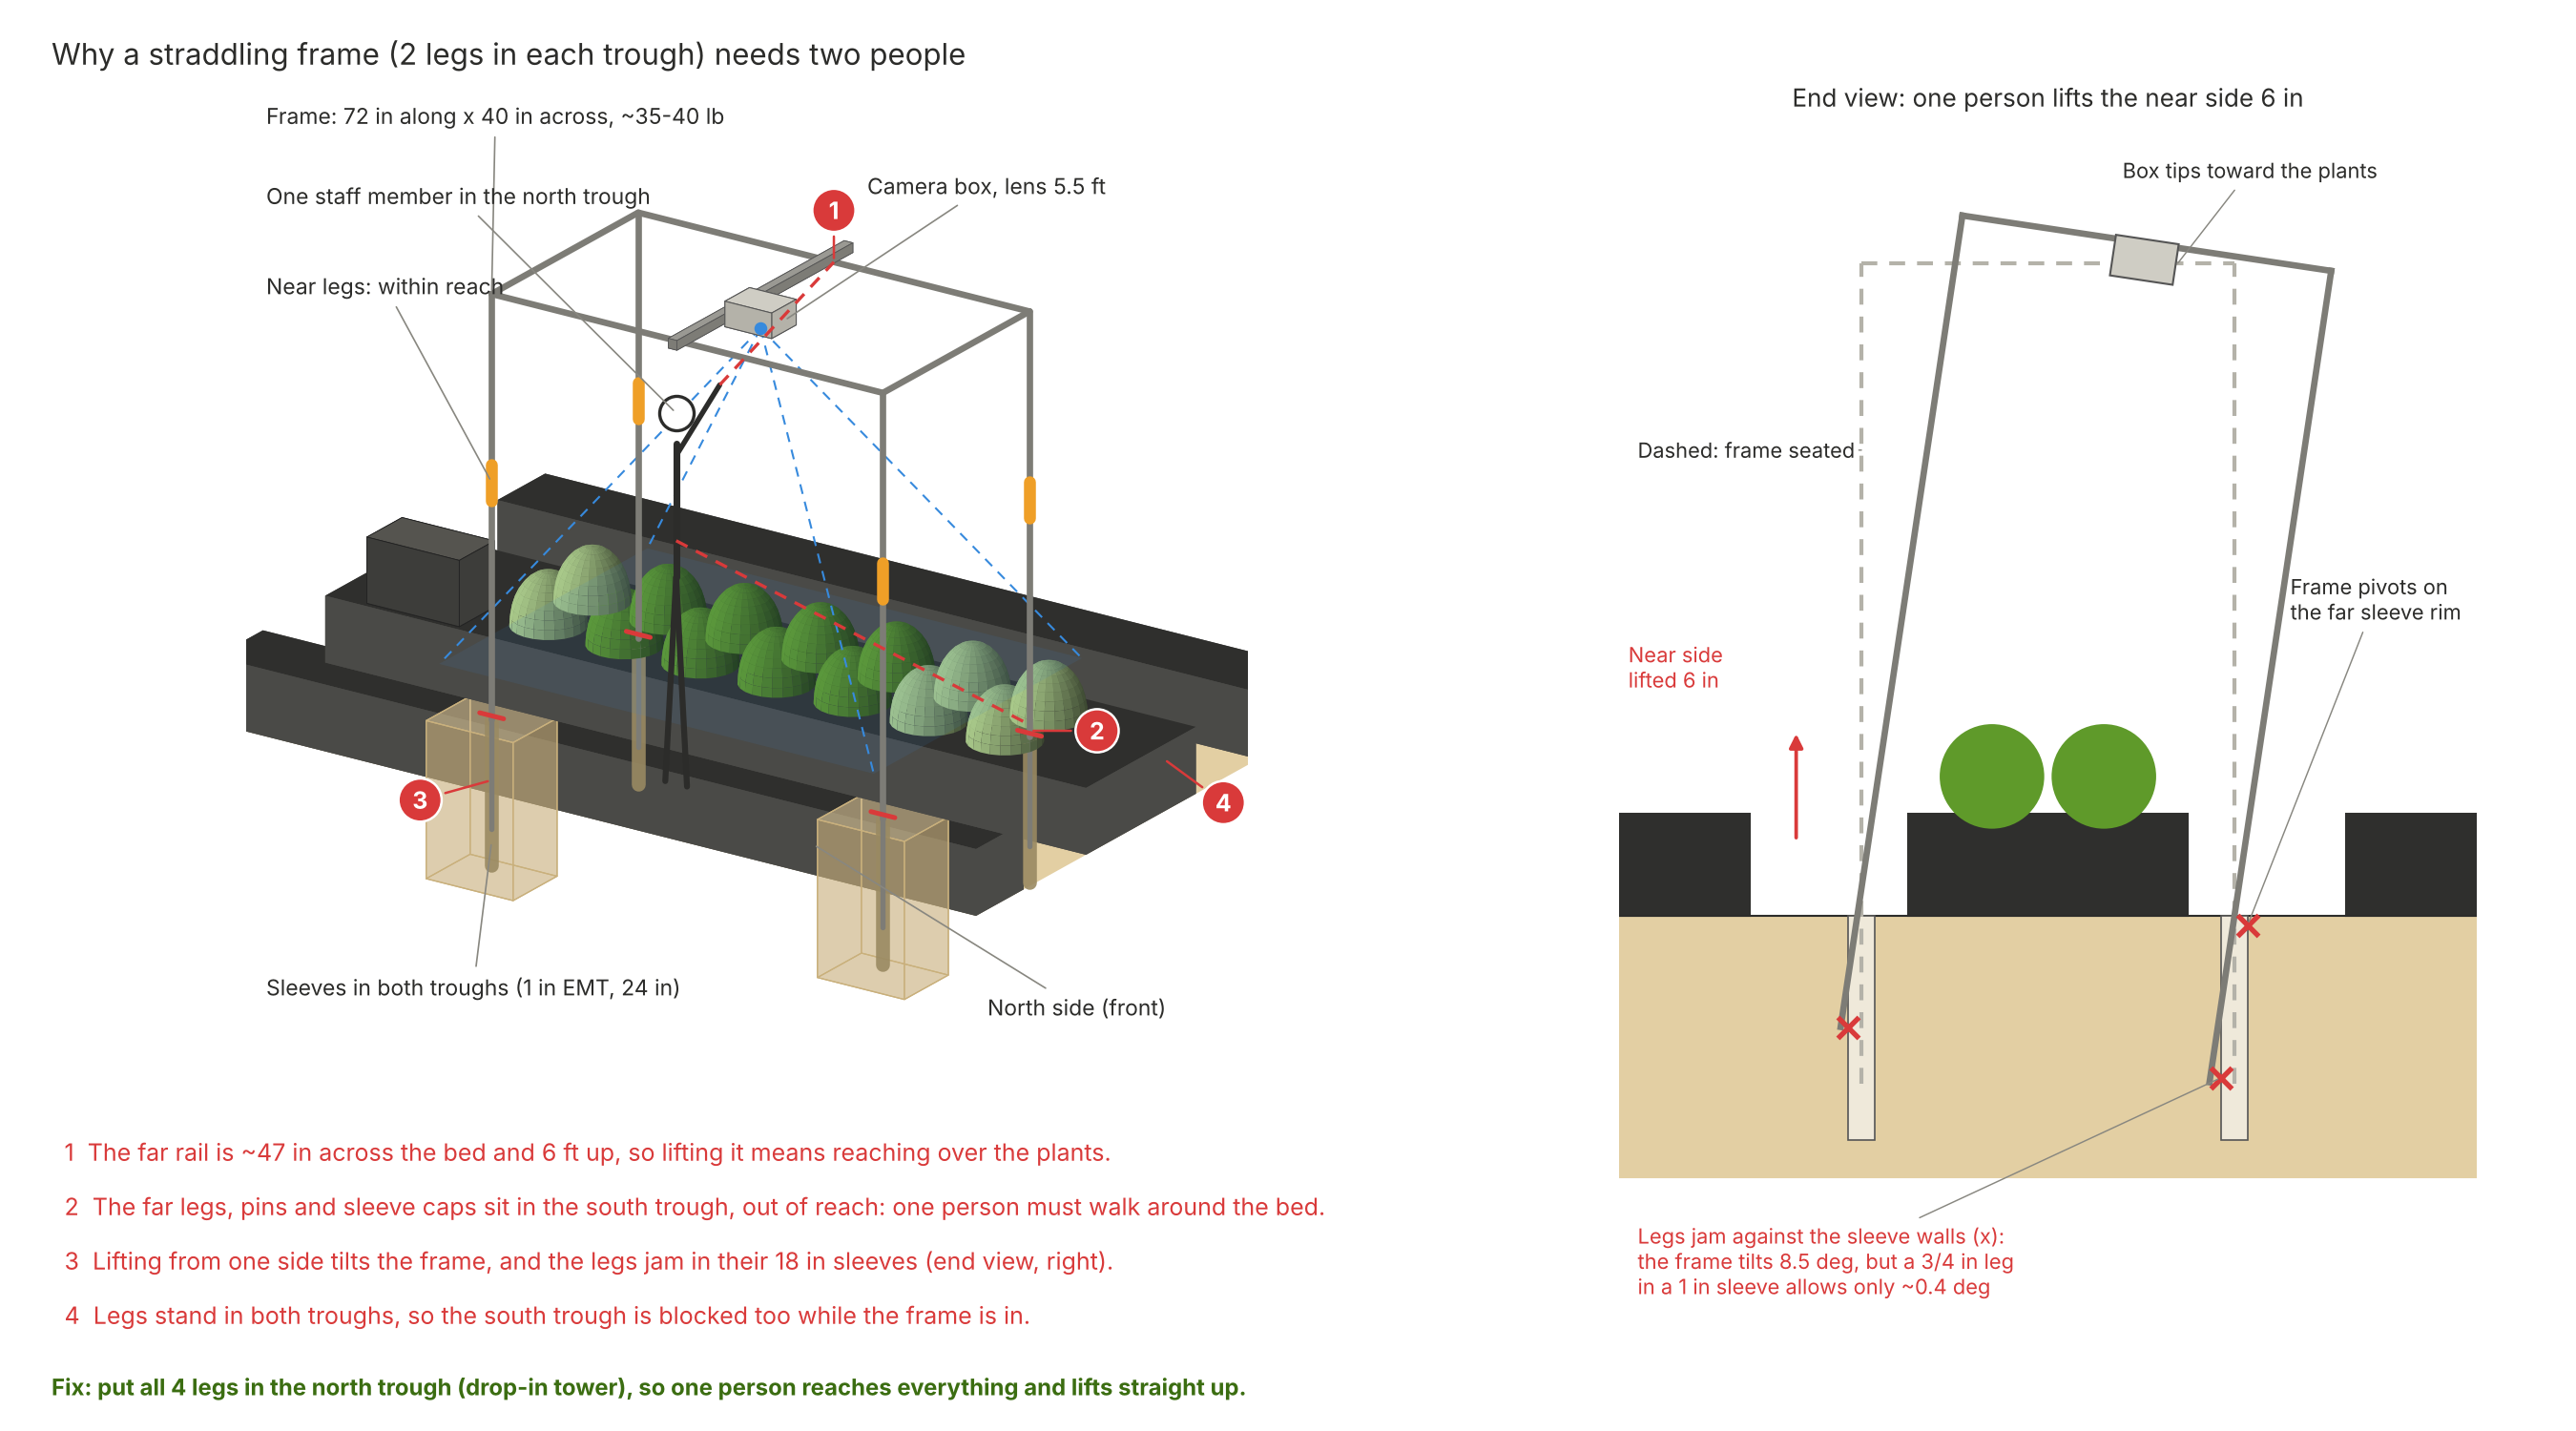 Why a straddling frame (2 legs in each trough) needs two people
Frame: 72 in along x 40 in across, ~35-40 lb
One staff member in the north trough
Near legs: within reach
1
Camera box, lens 5.5 ft
2
3
4
Sleeves in both troughs (1 in EMT, 24 in)
North side (front)
End view: one person lifts the near side 6 in
Box tips toward the plants
Dashed: frame seated
Frame pivots on
the far sleeve rim
Near side
lifted 6 in
Legs jam against the sleeve walls (x):
the frame tilts 8.5 deg, but a 3/4 in leg
in a 1 in sleeve allows only ~0.4 deg
1 The far rail is ~47 in across the bed and 6 ft up, so lifting it means reaching over the plants.
2 The far legs, pins and sleeve caps sit in the south trough, out of reach: one person must walk around the bed.
3 Lifting from one side tilts the frame, and the legs jam in their 18 in sleeves (end view, right).
4 Legs stand in both troughs, so the south trough is blocked too while the frame is in.
Fix: put all 4 legs in the north trough (drop-in tower), so one person reaches everything and lifts straight up.